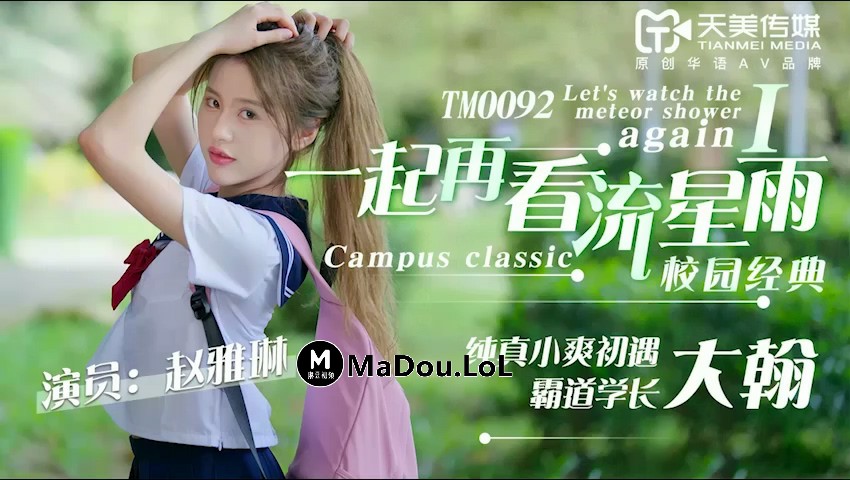 天美传媒
TIANMEI MEDIA
原创华语AV品牌
TM0092
Let's watch the
meteor shower
again I
一起再看流星雨
Campus classic
校园经典
演员：赵雅琳
M
MaDou.LoL
纯真小爽初遇
霸道学长 大翰